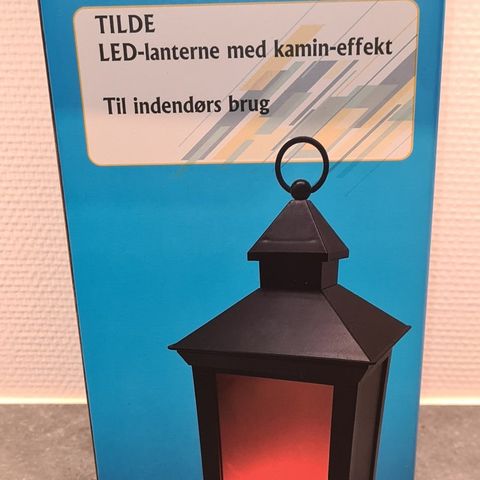 TILDE
LED-lanterne med kamin-effekt
Til indendørs brug